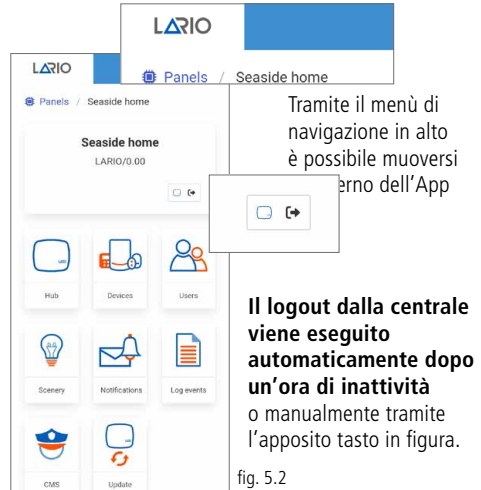 LARIO
Panels / Seaside home
LARIO
Panels / Seaside home
Seaside home
LARIO/0.00
Hub
Devices
Users
Scenery
Notifications
Log events
CMS
Update
Tramite il menù di
navigazione in alto
è possibile muoversi
erno dell'App
Il logout dalla centrale
viene eseguito
automaticamente dopo
un'ora di inattività
o manualmente tramite
l'apposito tasto in figura.
fig. 5.2